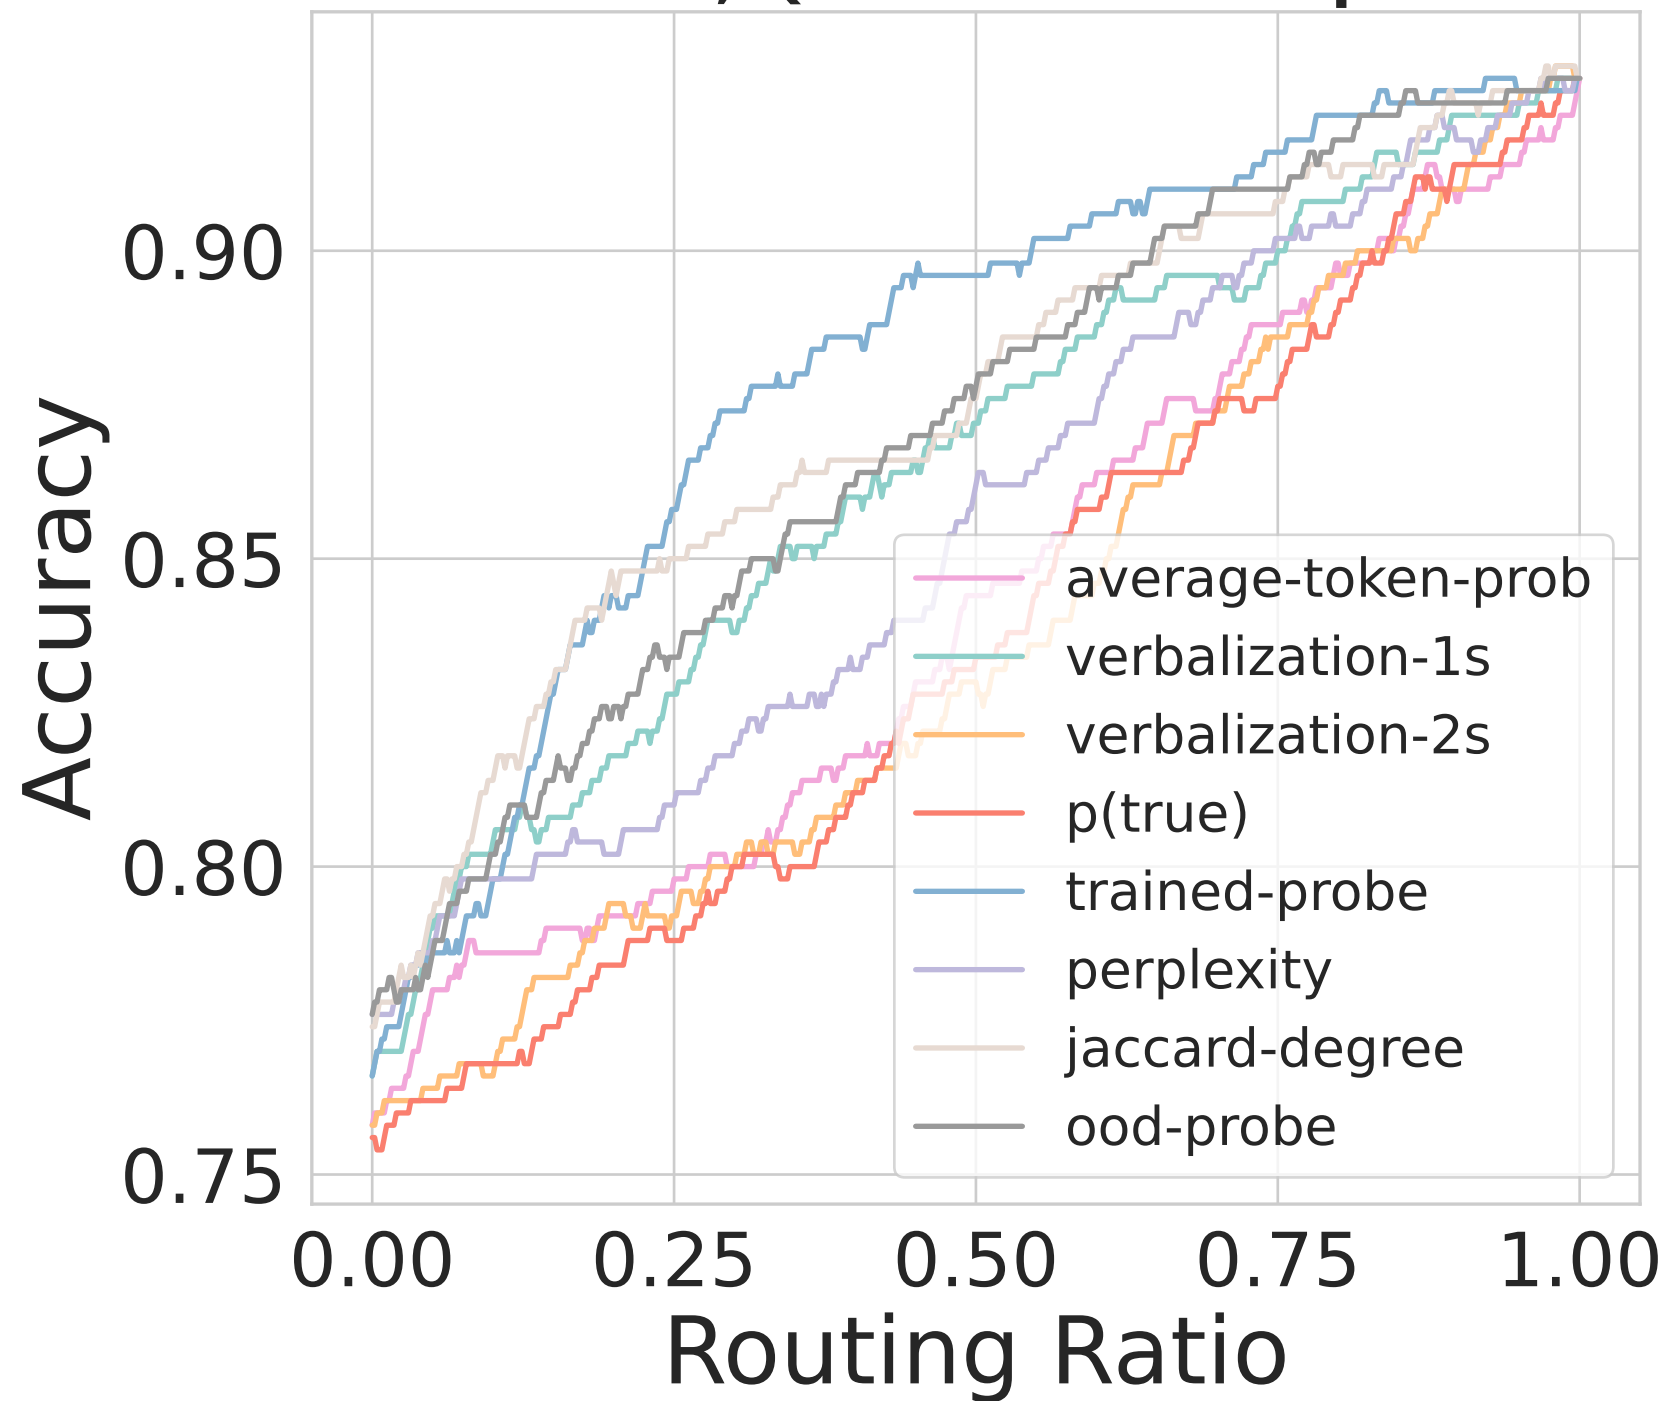 Accuracy
0.90
0.85
0.80
0.75
average-token-prob
verbalization-1s
verbalization-2s
p(true)
trained-probe
perplexity
jaccard-degree
ood-probe
0.00 0.25 0.50 0.75 1.00
Routing Ratio